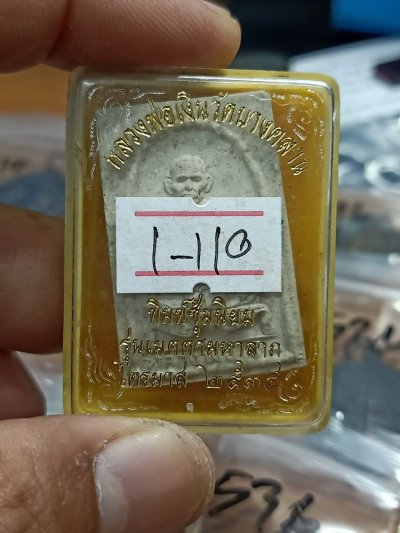 หลวงพ่อเงินวัดบางคลาน
1-110
พิมพ์ซุ้มนิยม
รุ่นเมตตามหาลาภ
ไตรมาส ๒๕๓๔
53